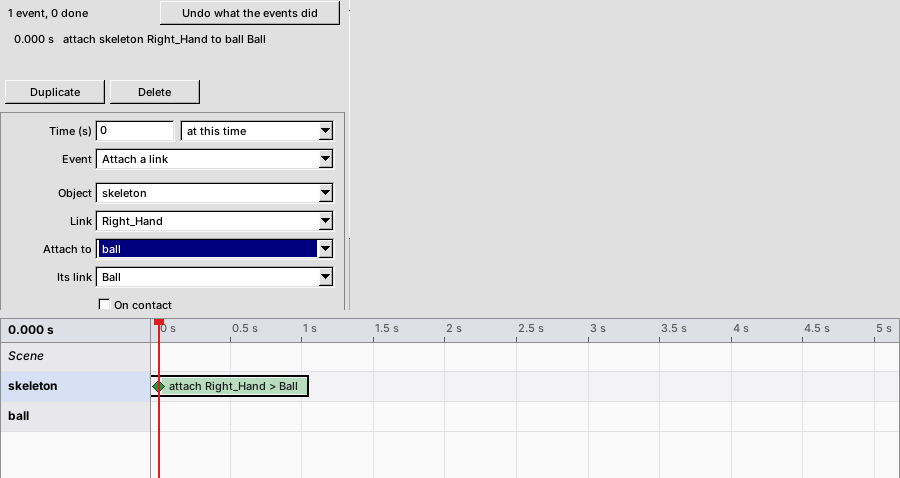 1 event, 0 done
Undo what the events did
0.000 s attach skeleton Right_Hand to ball Ball
Duplicate
Delete
Time (s) 0 at this time
Event Attach a link
Object skeleton
Link Right_Hand
Attach to ball
Its link Ball
On contact
0.000 s
0 s 0.5 s 1 s 1.5 s 2 s 2.5 s 3 s 3.5 s 4 s 4.5 s 5 s
Scene
skeleton
attach Right_Hand > Ball
ball